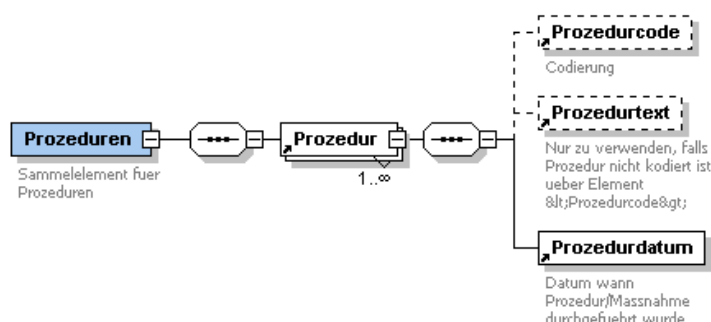 Prozedurcode
Codierung
Prozeduren
Sammelelement fuer
Prozeduren
Prozedur
1..∞
Prozedurtext
Nur zu verwenden, falls
Prozedur nicht kodiert ist
ueber Element
&lt;Prozedurcode&gt;
Prozedurdatum
Datum wann
Prozedur/Massnahme
durchgefuehrt wurde